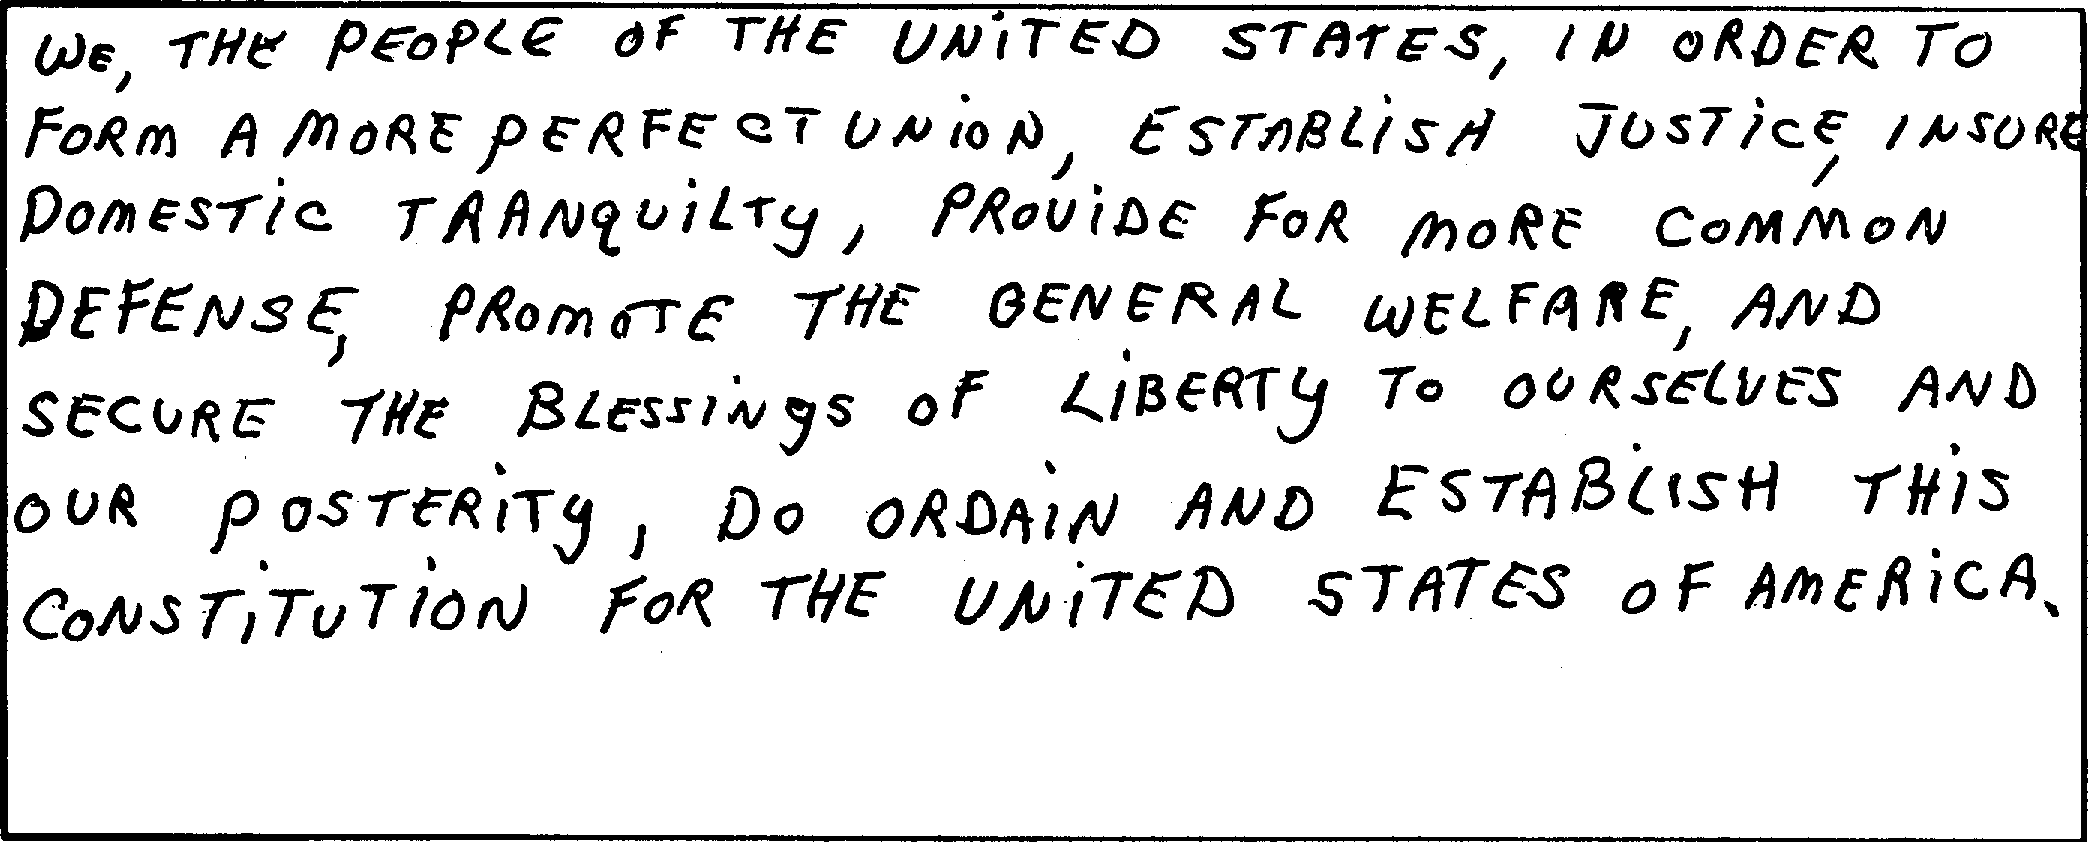 WE, THE PEOPLE OF THE UNITED STATES, IN ORDER TO
FORM A MORE PERFECT UNION, ESTABLISH JUSTICE, INSURE
DOMESTIC TRAANQUILTY, PROVIDE FOR MORE COMMON
DEFENSE, PROMOTE THE GENERAL WELFARE, AND
SECURE THE BLESSINGS OF LIBERTY TO OURSELVES AND
OUR POSTERITY, DO ORDAIN AND ESTABLISH THIS
CONSTITUTION FOR THE UNITED STATES OF AMERICA.